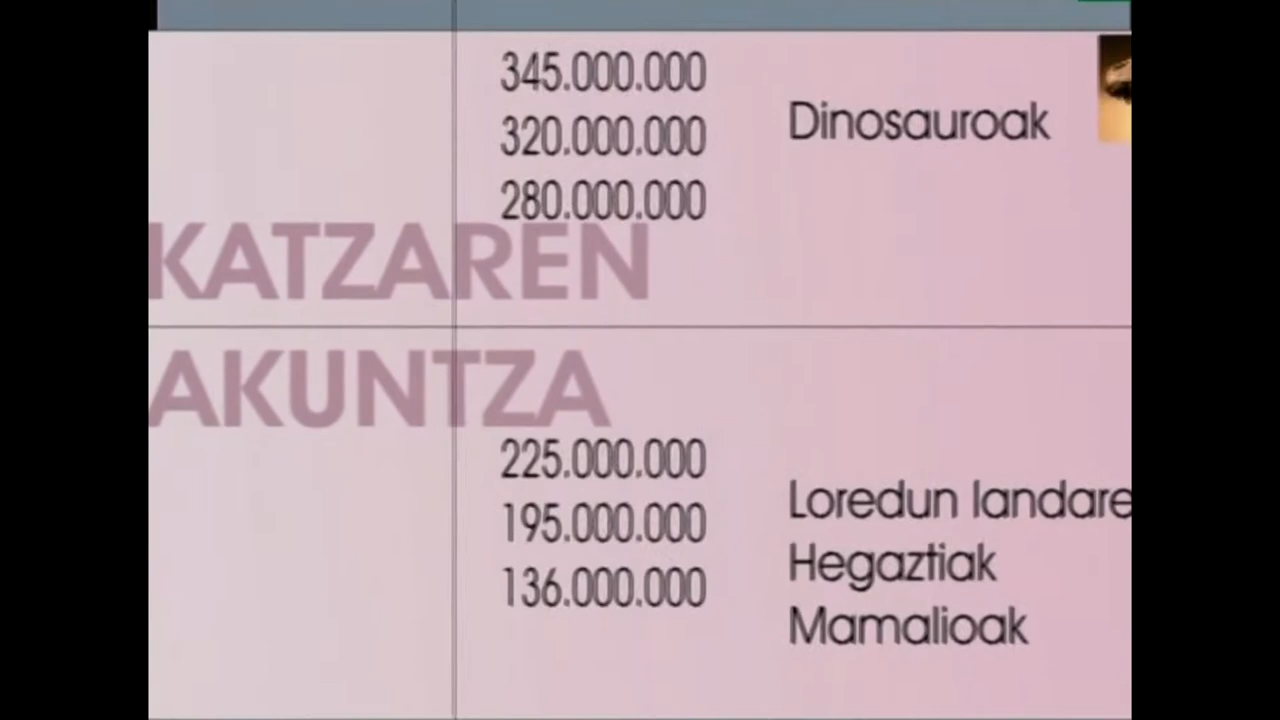 345.000.000
320.000.000
Dinosauroak
280.000.000
KATZAREN
AKUNTZA
225.000.000
195.000.000
136.000.000
Loredun landare
Hegaztiak
Mamalioak